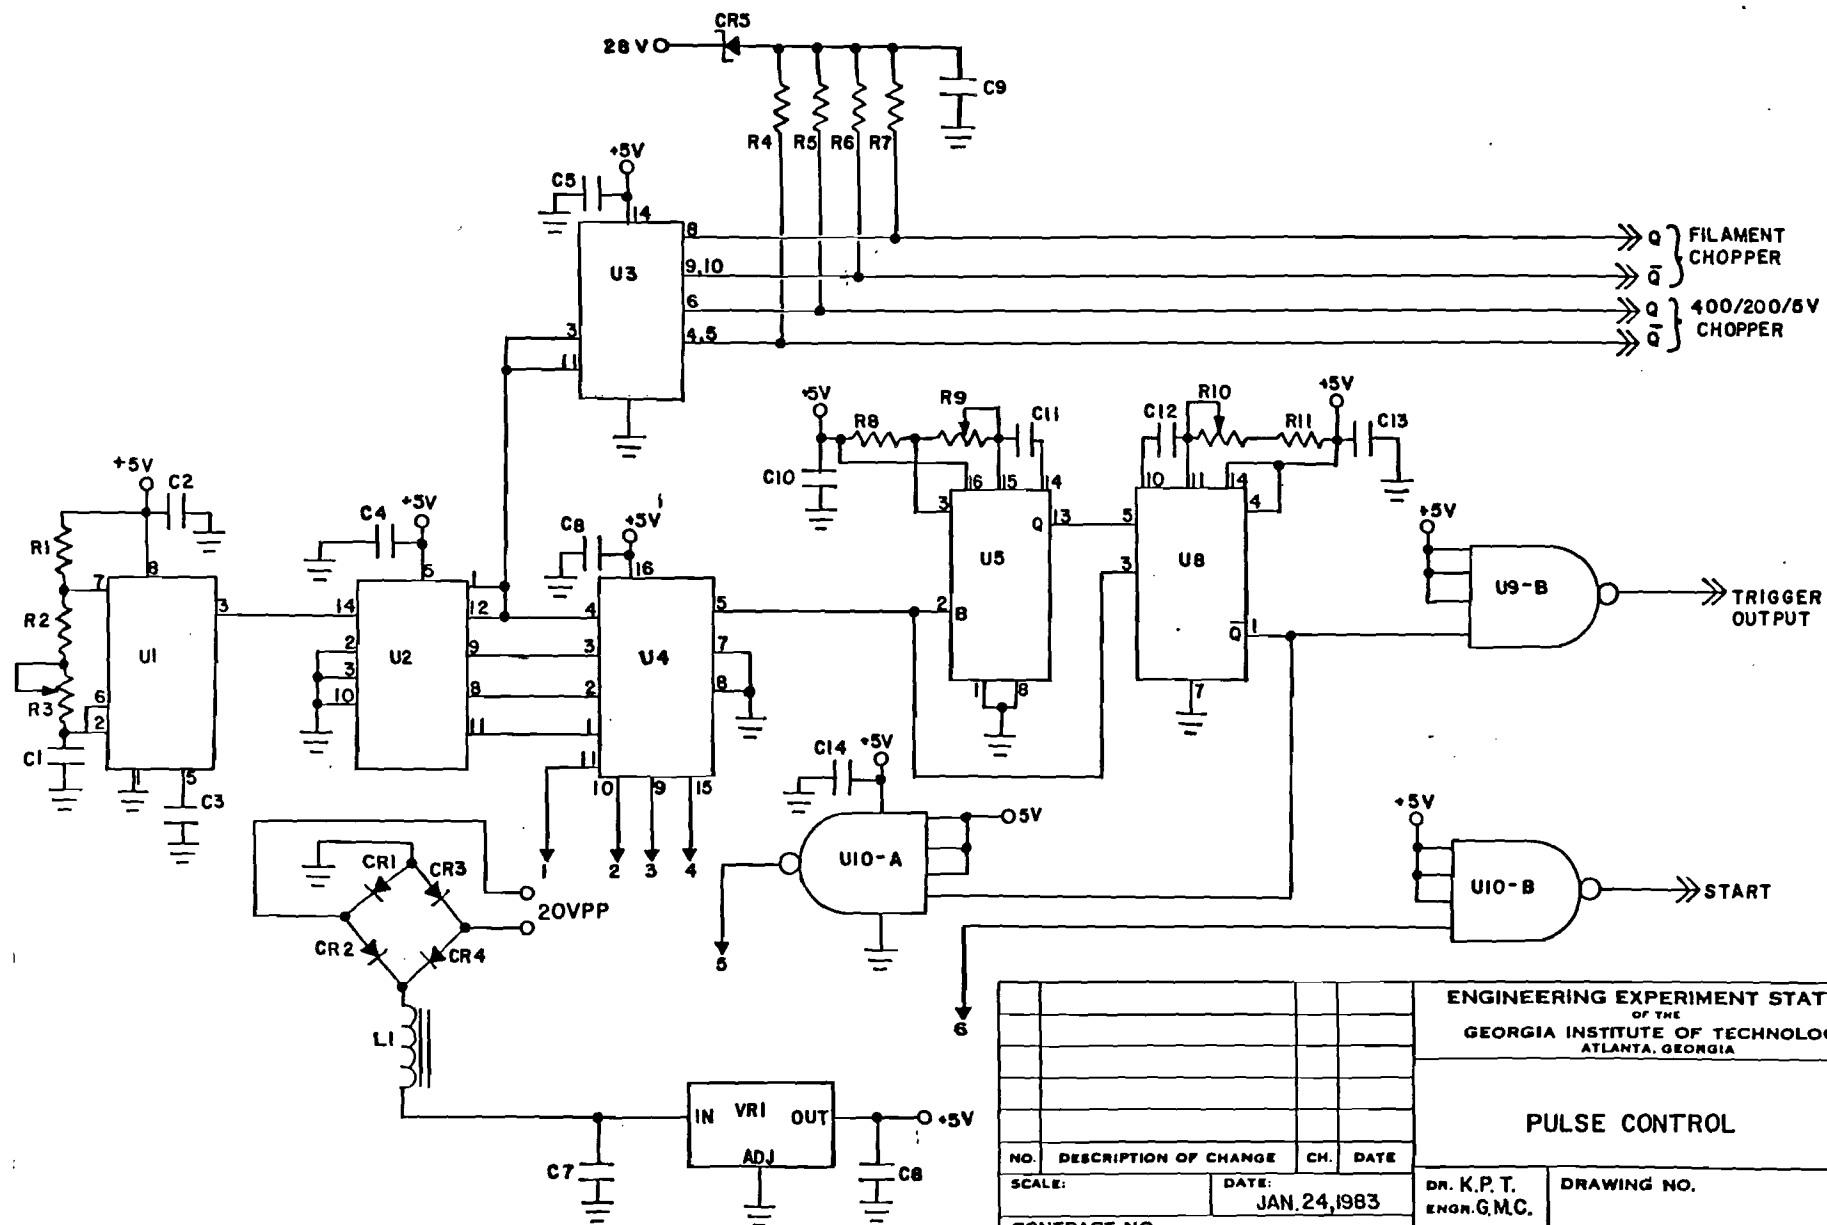 CR5
28 V
C9
R4 R5 R6 R7
+5V
C5
14
U3
8
9,10
6
4,5
3
11
Q } FILAMENT
Q̄ CHOPPER
Q } 400/200/5V
Q̄ CHOPPER
+5V
R8
R9
C11
C10
16 15 14
3
Q 13
U5
2 B
1 8
C12
R10
R11
+5V
C13
10 11 14
4
5
U8
3
Q̄ 1
7
+5V
U9-B
TRIGGER
OUTPUT
+5V
C2
R1
8
7
3
R2
U1
R3
6
2
C1
1 5
C3
C4
+5V
5
1
14
12
2
U2
9
3
10
8
11
C8
+5V
16
4 5
3
U4
7
2
8
1
11
10 9 15
1 2 3 4
C14
+5V
5V
U10-A
5
+5V
U10-B
START
6
CR1
CR3
20VPP
CR2
CR4
L1
IN VR1 OUT
ADJ
+5V
C7
C6
ENGINEERING EXPERIMENT STAT
OF THE
GEORGIA INSTITUTE OF TECHNOLO
ATLANTA, GEORGIA
PULSE CONTROL
NO. DESCRIPTION OF CHANGE CH. DATE
SCALE:
DATE:
JAN. 24, 1983
DR. K.P.T.
ENGR. G.M.C.
DRAWING NO.
CONTRACT NO.